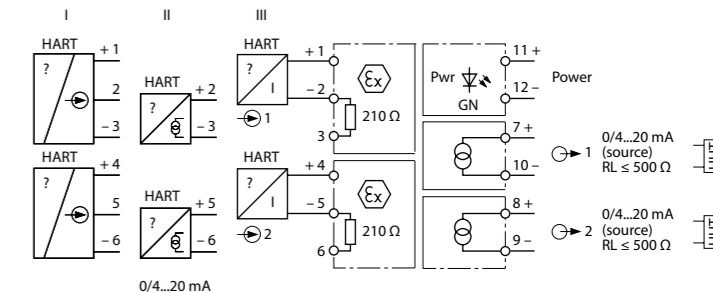 I II III
HART
? 
+ 1
2
– 3
HART
?
+ 2
– 3
HART
?
I
+ 1
– 2
3
1
Ex
210 Ω
Pwr
GN
11 +
12 –
Power
7 +
10 –
1
0/4...20 mA
(source)
RL ≤ 500 Ω
HART
?
+ 4
5
– 6
HART
?
+ 5
– 6
0/4...20 mA
HART
?
I
+ 4
– 5
6
2
Ex
210 Ω
8 +
9 –
2
0/4...20 mA
(source)
RL ≤ 500 Ω